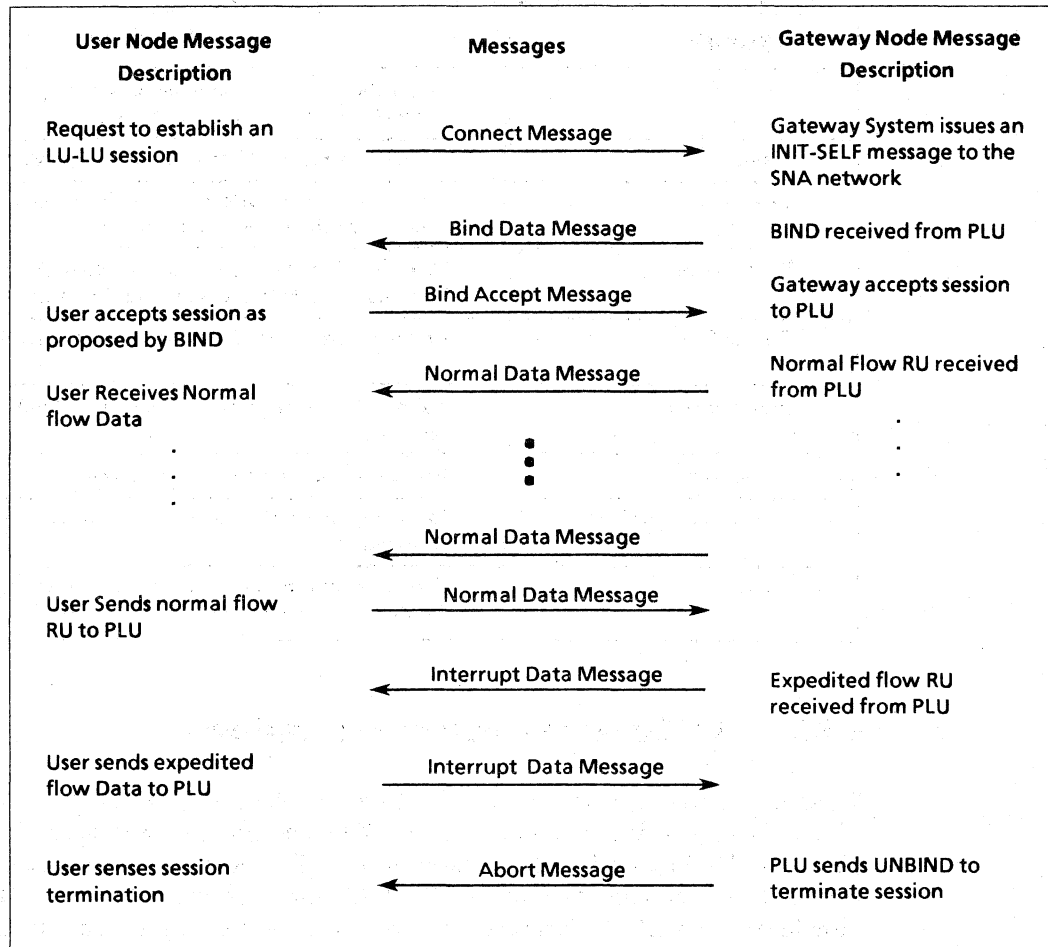 User Node Message
Description
Messages
Gateway Node Message
Description
Request to establish an
LU-LU session
Connect Message
Gateway System issues an
INIT-SELF message to the
SNA network
Bind Data Message
BIND received from PLU
User accepts session as
proposed by BIND
Bind Accept Message
Gateway accepts session
to PLU
User Receives Normal
flow Data
Normal Data Message
Normal Flow RU received
from PLU
Normal Data Message
User Sends normal flow
RU to PLU
Normal Data Message
Interrupt Data Message
Expedited flow RU
received from PLU
User sends expedited
flow Data to PLU
Interrupt Data Message
User senses session
termination
Abort Message
PLU sends UNBIND to
terminate session